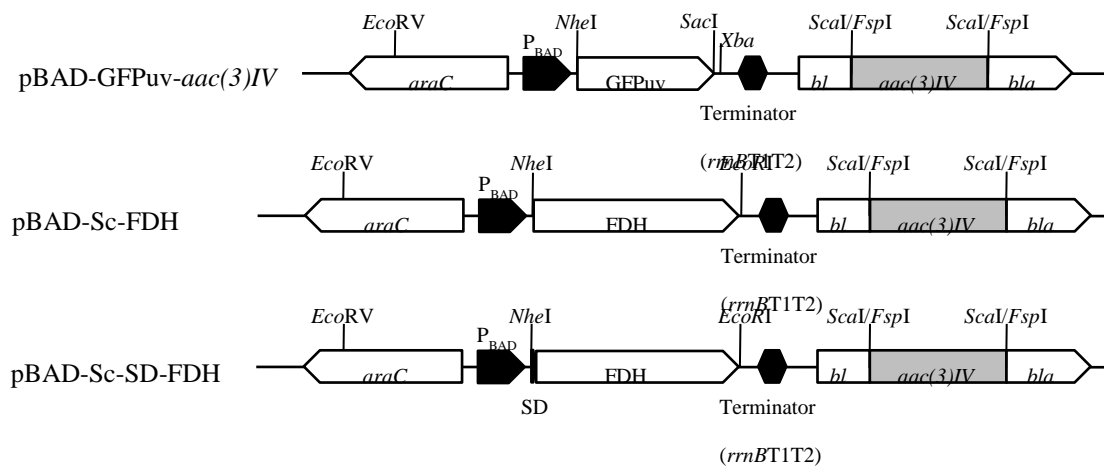 EcoRV NheI SacI Xba ScaI/FspI ScaI/FspI
P_BAD
pBAD-GFPuv-aac(3)IV araC GFPuv bl aac(3)IV bla
Terminator
(rrnBT1T2)
EcoRV NheI EcoRI ScaI/FspI ScaI/FspI
P_BAD
pBAD-Sc-FDH araC FDH bl aac(3)IV bla
Terminator
(rrnBT1T2)
EcoRV NheI EcoRI ScaI/FspI ScaI/FspI
P_BAD
pBAD-Sc-SD-FDH araC FDH bl aac(3)IV bla
SD Terminator
(rrnBT1T2)